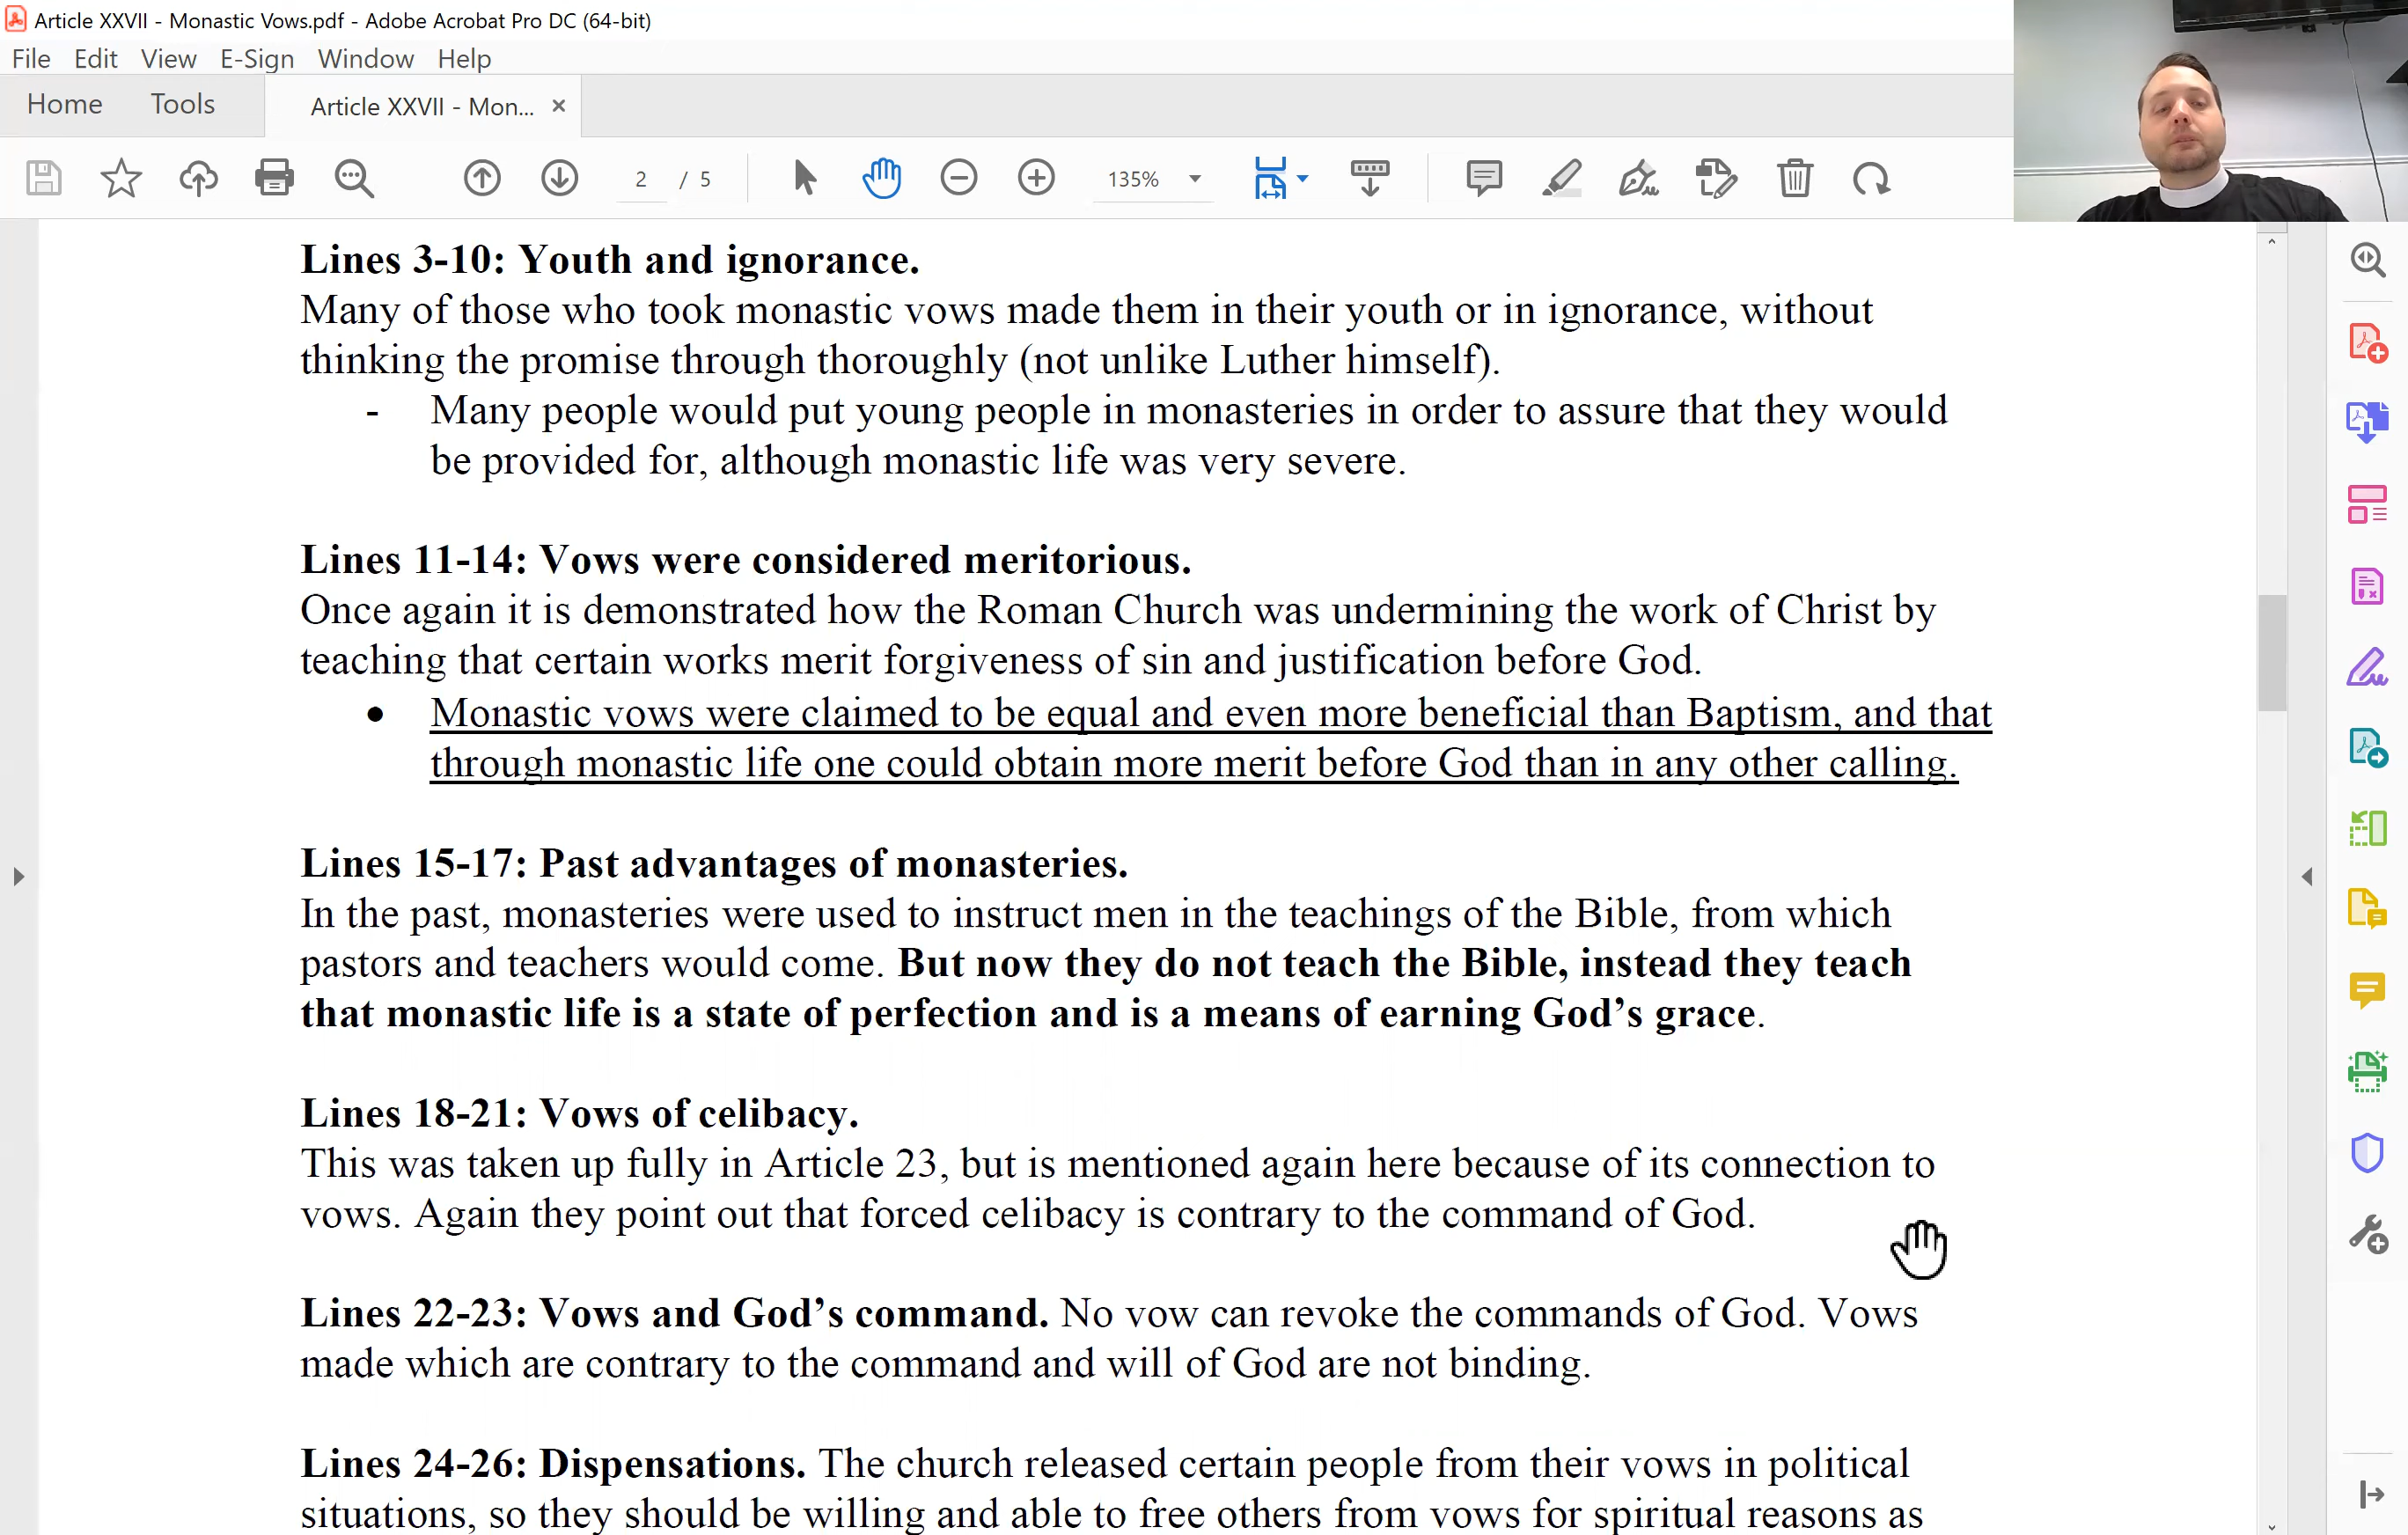 Article XXVII - Monastic Vows.pdf - Adobe Acrobat Pro DC (64-bit)
File Edit View E-Sign Window Help
Home Tools Article XXVII - Mon... ×
2 / 5 135%
Lines 3-10: Youth and ignorance.
Many of those who took monastic vows made them in their youth or in ignorance, without
thinking the promise through thoroughly (not unlike Luther himself).
- Many people would put young people in monasteries in order to assure that they would
be provided for, although monastic life was very severe.
Lines 11-14: Vows were considered meritorious.
Once again it is demonstrated how the Roman Church was undermining the work of Christ by
teaching that certain works merit forgiveness of sin and justification before God.
• Monastic vows were claimed to be equal and even more beneficial than Baptism, and that
through monastic life one could obtain more merit before God than in any other calling.
Lines 15-17: Past advantages of monasteries.
In the past, monasteries were used to instruct men in the teachings of the Bible, from which
pastors and teachers would come. But now they do not teach the Bible, instead they teach
that monastic life is a state of perfection and is a means of earning God's grace.
Lines 18-21: Vows of celibacy.
This was taken up fully in Article 23, but is mentioned again here because of its connection to
vows. Again they point out that forced celibacy is contrary to the command of God.
Lines 22-23: Vows and God's command. No vow can revoke the commands of God. Vows
made which are contrary to the command and will of God are not binding.
Lines 24-26: Dispensations. The church released certain people from their vows in political
situations, so they should be willing and able to free others from vows for spiritual reasons as